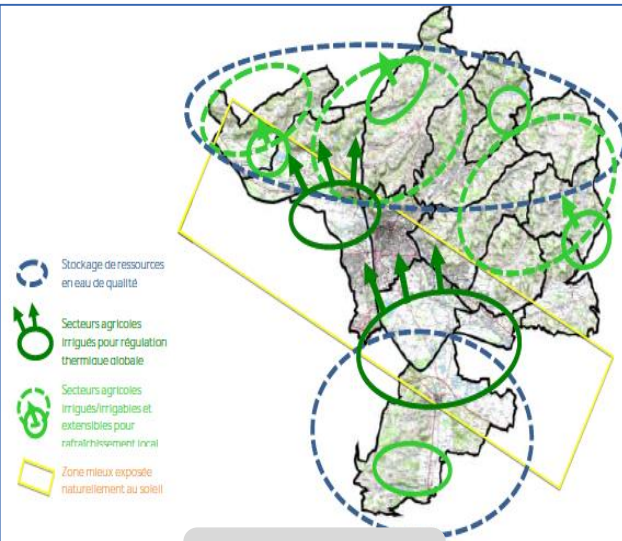 Stockage de ressources
en eau de qualité
Secteurs agricoles
irrigués pour régulation
thermique globale
Secteurs agricoles
irrigués/irrigables et
extensibles pour
rafraîchissement local
Zone mieux exposée
naturellement au soleil